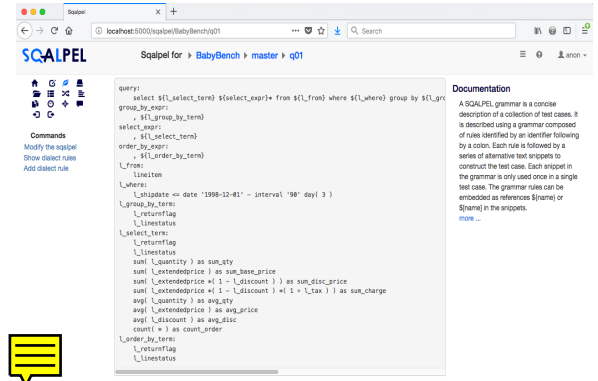 Sqalpel
localhost:5000/sqalpel/BabyBench/q01
Search
SQALPEL
Sqalpel for BabyBench master q01
anon
Commands
Modify the sqalpel
Show dialect rules
Add dialect rule
query:
select ${l_select_term} ${select_expr}* from ${l_from} where ${l_where} group by ${l_gro
group_by_expr:
, ${l_group_by_term}
select_expr:
, ${l_select_term}
order_by_expr:
, ${l_order_by_term}
l_from:
lineitem
l_where:
l_shipdate <= date '1998-12-01' - interval '90' day( 3 )
l_group_by_term:
l_returnflag
l_linestatus
l_select_term:
l_returnflag
l_linestatus
sum( l_quantity ) as sum_qty
sum( l_extendedprice ) as sum_base_price
sum( l_extendedprice *( 1 - l_discount ) ) as sum_disc_price
sum( l_extendedprice *( 1 - l_discount ) *( 1 + l_tax ) ) as sum_charge
avg( l_quantity ) as avg_qty
avg( l_extendedprice ) as avg_price
avg( l_discount ) as avg_disc
count( * ) as count_order
l_order_by_term:
l_returnflag
l_linestatus
Documentation
A SQALPEL grammar is a concise
description of a collection of test cases. It
is described using a grammar composed
of rules identified by an identifier following
by a colon. Each rule is followed by a
series of alternative text snippets to
construct the test case. Each snippet in
the grammar is only used once in a single
test case. The grammar rules can be
embedded as references ${name} or
$[name] in the snippets.
more ...